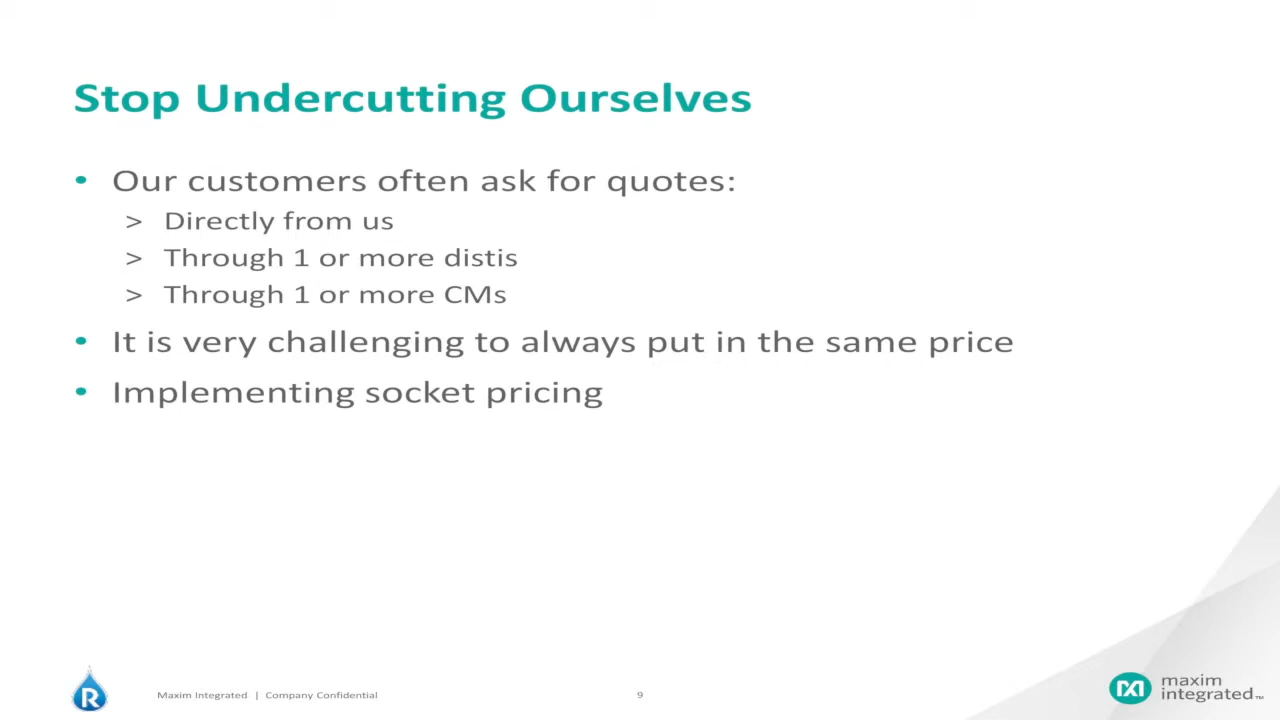 Stop Undercutting Ourselves
• Our customers often ask for quotes:
> Directly from us
> Through 1 or more distis
> Through 1 or more CMs
• It is very challenging to always put in the same price
• Implementing socket pricing
R
Maxim Integrated | Company Confidential
9
maxim
integrated™